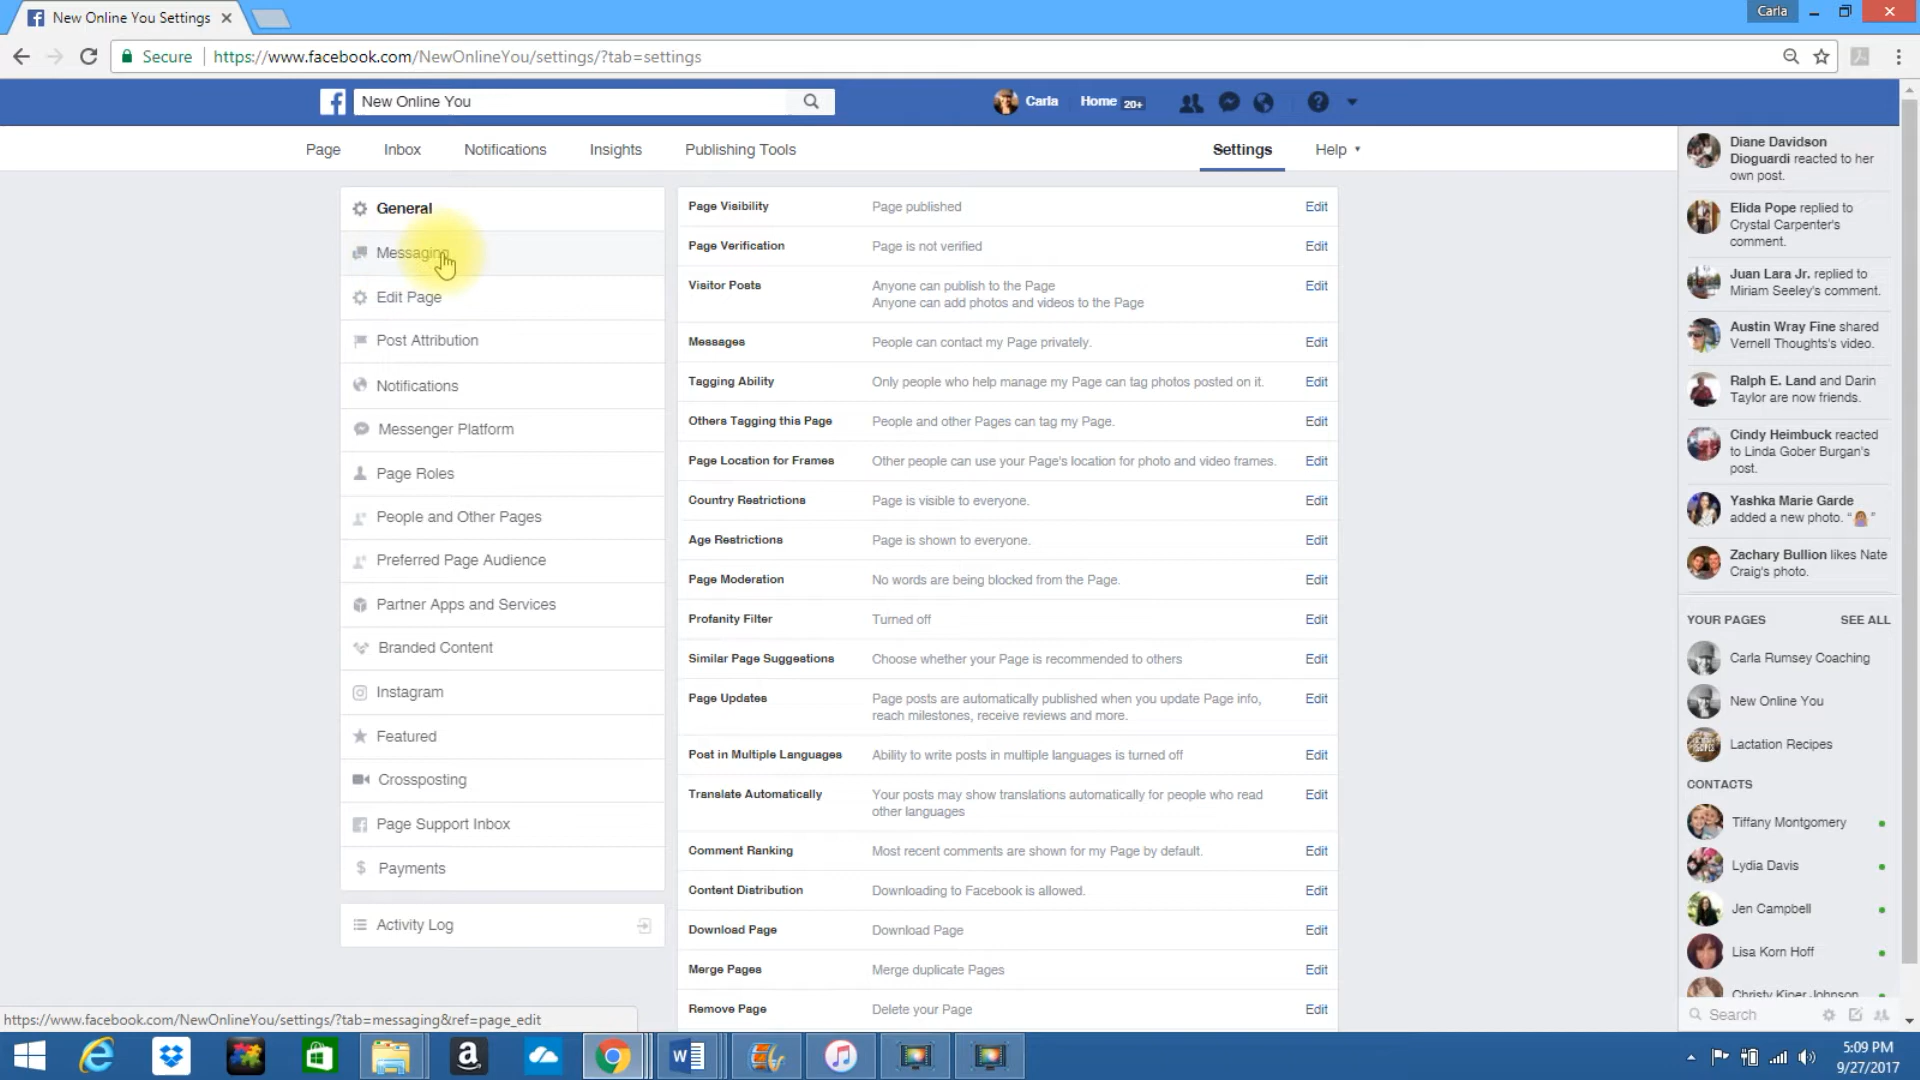 New Online You Settings
Carla
Secure
https://www.facebook.com/NewOnlineYou/settings/?tab=settings
New Online You
Carla
Home 20+
Page
Inbox
Notifications
Insights
Publishing Tools
Settings
Help
General
Messaging
Edit Page
Post Attribution
Notifications
Messenger Platform
Page Roles
People and Other Pages
Preferred Page Audience
Partner Apps and Services
Branded Content
Instagram
Featured
Crossposting
Page Support Inbox
Payments
Activity Log
Page Visibility
Page published
Edit
Page Verification
Page is not verified
Edit
Visitor Posts
Anyone can publish to the Page
Anyone can add photos and videos to the Page
Edit
Messages
People can contact my Page privately.
Edit
Tagging Ability
Only people who help manage my Page can tag photos posted on it.
Edit
Others Tagging this Page
People and other Pages can tag my Page.
Edit
Page Location for Frames
Other people can use your Page's location for photo and video frames.
Edit
Country Restrictions
Page is visible to everyone.
Edit
Age Restrictions
Page is shown to everyone.
Edit
Page Moderation
No words are being blocked from the Page.
Edit
Profanity Filter
Turned off
Edit
Similar Page Suggestions
Choose whether your Page is recommended to others
Edit
Page Updates
Page posts are automatically published when you update Page info,
reach milestones, receive reviews and more.
Edit
Post in Multiple Languages
Ability to write posts in multiple languages is turned off
Edit
Translate Automatically
Your posts may show translations automatically for people who read
other languages
Edit
Comment Ranking
Most recent comments are shown for my Page by default.
Edit
Content Distribution
Downloading to Facebook is allowed.
Edit
Download Page
Download Page
Edit
Merge Pages
Merge duplicate Pages
Edit
Remove Page
Delete your Page
Edit
Diane Davidson
Dioguardi reacted to her
own post.
Elida Pope replied to
Crystal Carpenter's
comment.
Juan Lara Jr. replied to
Miriam Seeley's comment.
Austin Wray Fine shared
Vernell Thoughts's video.
Ralph E. Land and Darin
Taylor are now friends.
Cindy Heimbuck reacted
to Linda Gober Burgan's
post.
Yashka Marie Garde
added a new photo. “ ”
Zachary Bullion likes Nate
Craig's photo.
YOUR PAGES
SEE ALL
Carla Rumsey Coaching
New Online You
Lactation Recipes
CONTACTS
Tiffany Montgomery
Lydia Davis
Jen Campbell
Lisa Korn Hoff
Christy Kiper Johnson
Search
https://www.facebook.com/NewOnlineYou/settings/?tab=messaging&ref=page_edit
5:09 PM
9/27/2017